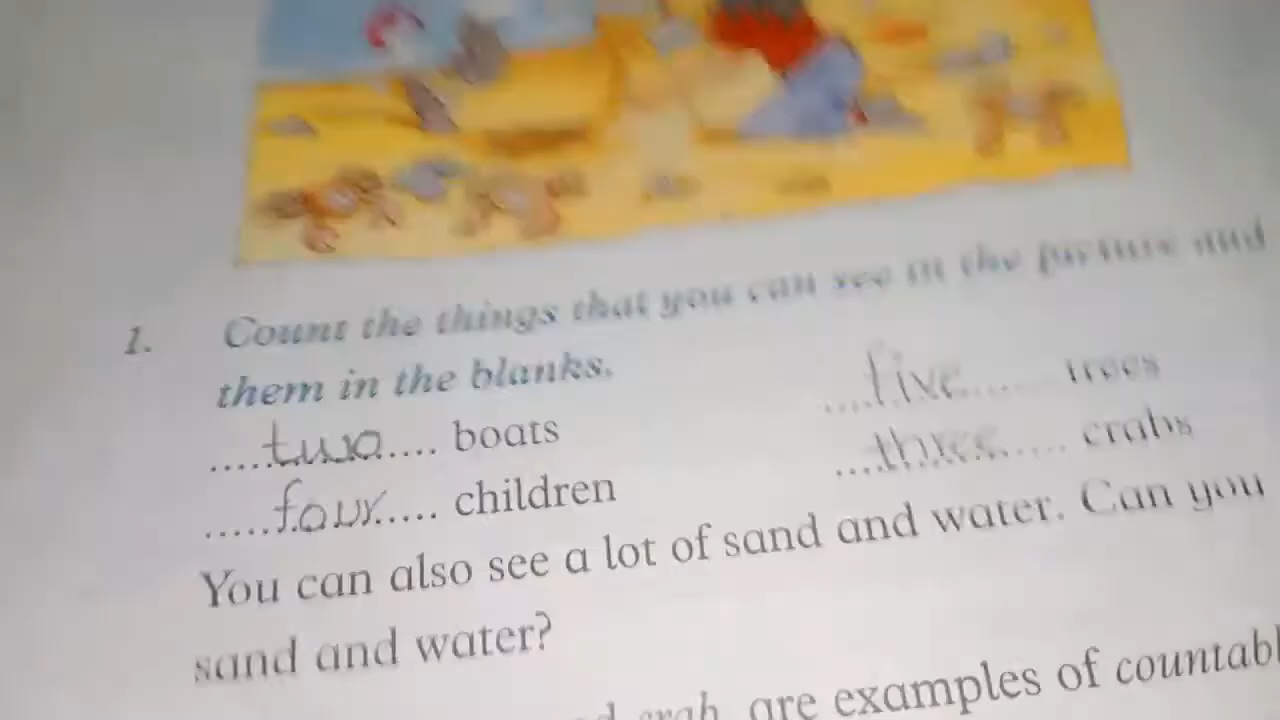 1. Count the things that you can see in the picture and
them in the blanks.
.....two.... boats ....five...... trees
.....four..... children ....three..... crabs
You can also see a lot of sand and water. Can you
sand and water?
crab, are examples of countabl